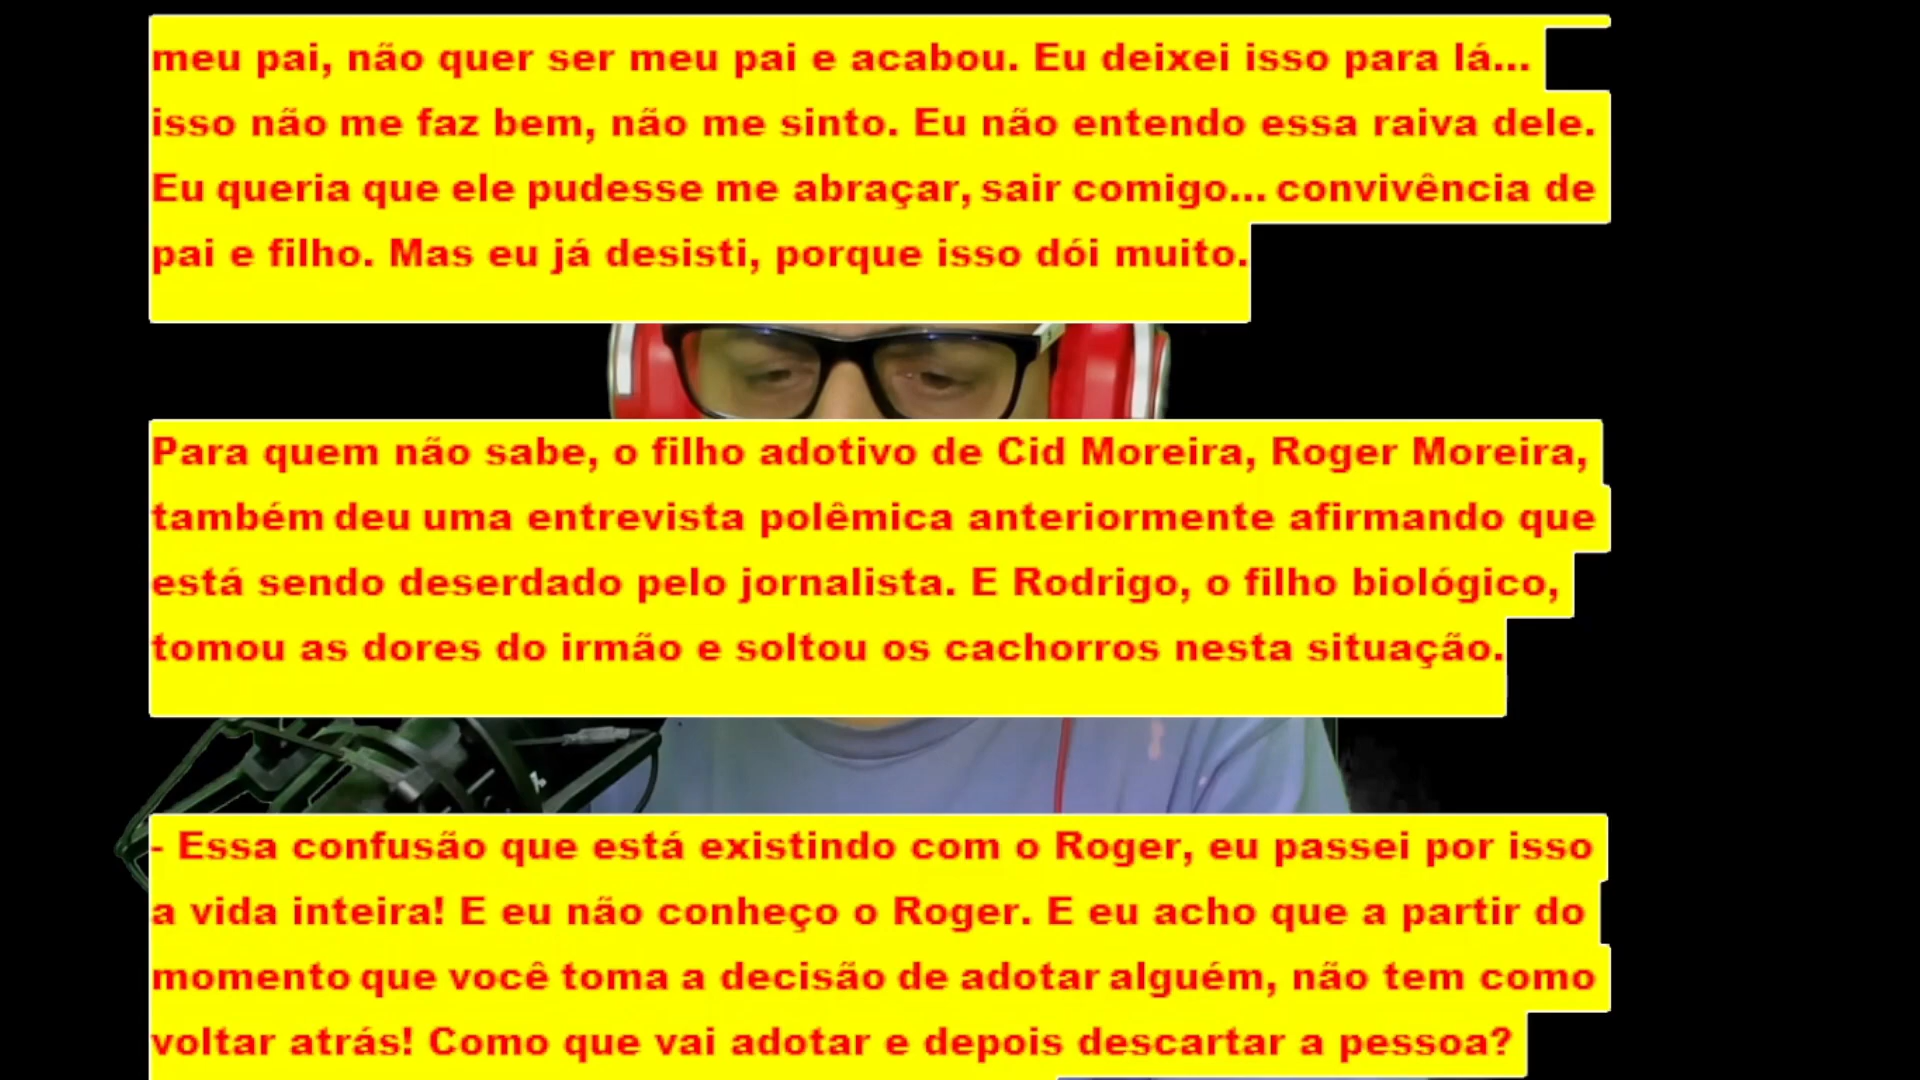 meu pai, não quer ser meu pai e acabou. Eu deixei isso para lá...
isso não me faz bem, não me sinto. Eu não entendo essa raiva dele.
Eu queria que ele pudesse me abraçar, sair comigo... convivência de
pai e filho. Mas eu já desisti, porque isso dói muito.
Para quem não sabe, o filho adotivo de Cid Moreira, Roger Moreira,
também deu uma entrevista polêmica anteriormente afirmando que
está sendo deserdado pelo jornalista. E Rodrigo, o filho biológico,
tomou as dores do irmão e soltou os cachorros nesta situação.
- Essa confusão que está existindo com o Roger, eu passei por isso
a vida inteira! E eu não conheço o Roger. E eu acho que a partir do
momento que você toma a decisão de adotar alguém, não tem como
voltar atrás! Como que vai adotar e depois descartar a pessoa?